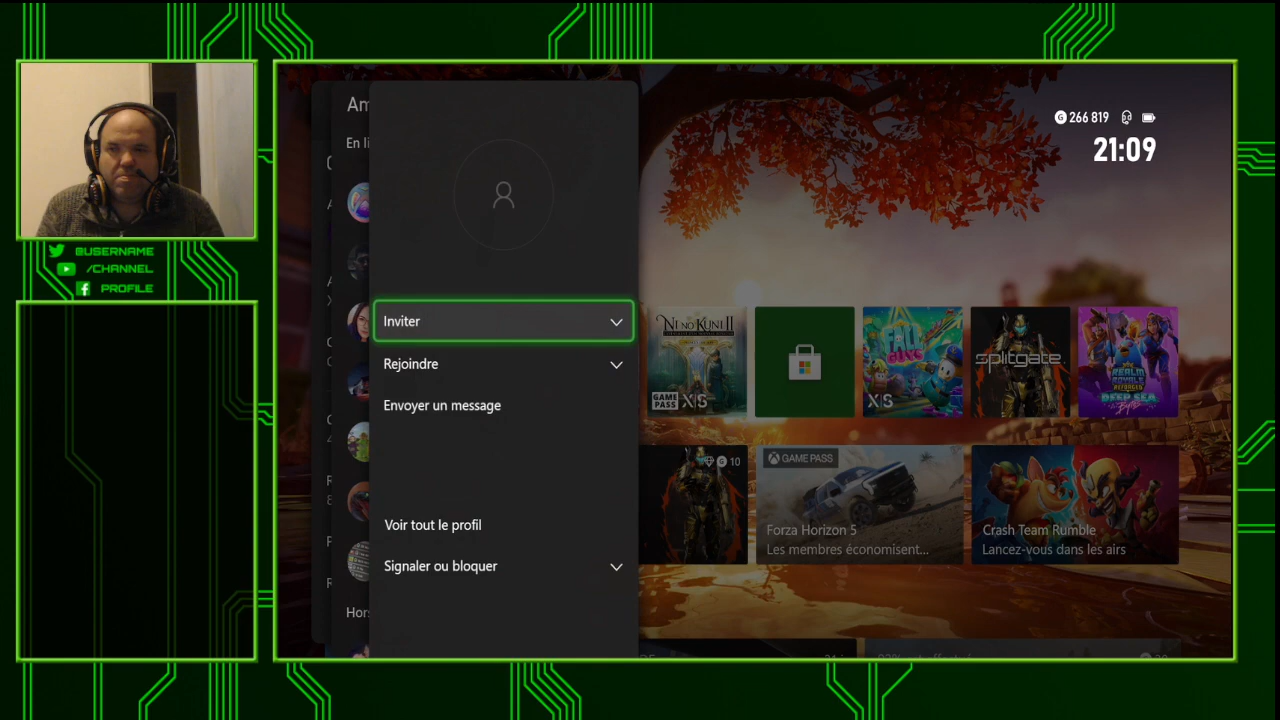 @USERNAME
/CHANNEL
PROFILE
Am
En li
Inviter
Rejoindre
Envoyer un message
Voir tout le profil
Signaler ou bloquer
Hors
266 819
21:09
NI NO KUNI II
GAME PASS
X|S
FALL GUYS
X|S
splitgate
REALM ROYALE
REFORGED
DEEP SEA
Bytes
10
GAME PASS
Forza Horizon 5
Les membres économisent...
Crash Team Rumble
Lancez-vous dans les airs